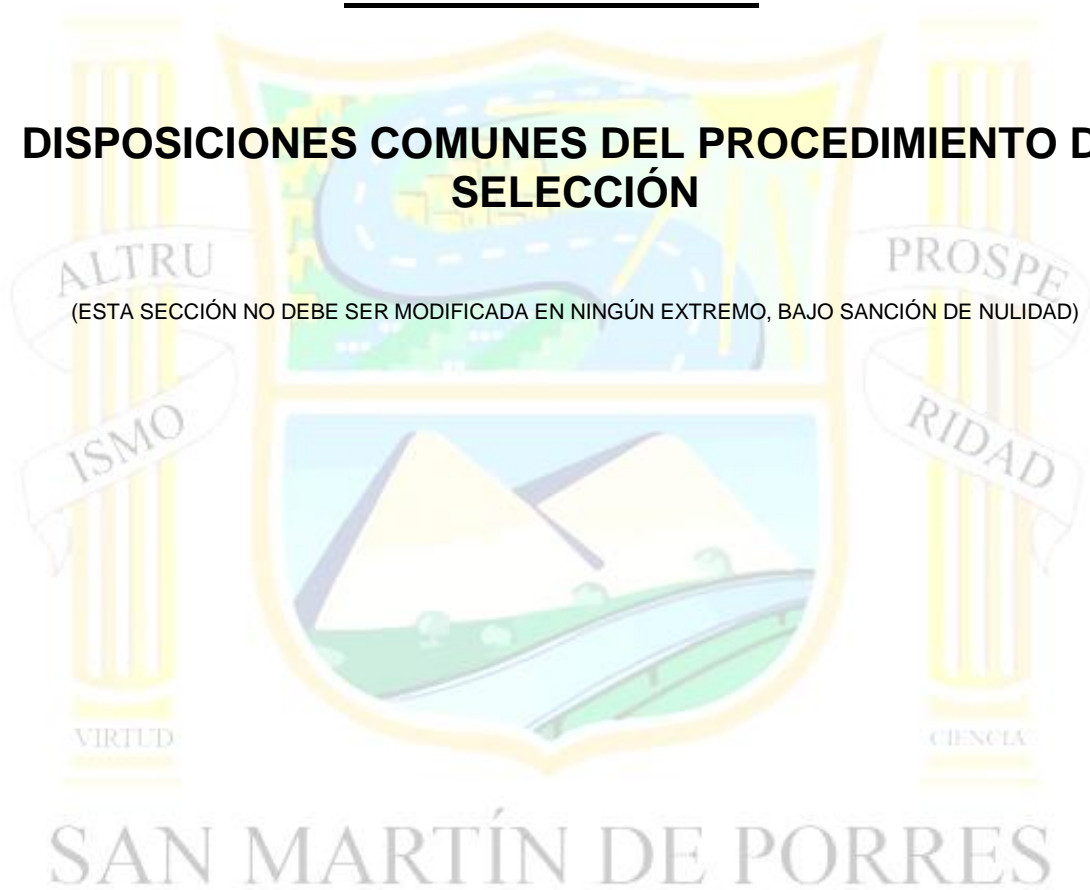 DISPOSICIONES COMUNES DEL PROCEDIMIENTO D
SELECCIÓN
ALTRU
PROSPE
(ESTA SECCIÓN NO DEBE SER MODIFICADA EN NINGÚN EXTREMO, BAJO SANCIÓN DE NULIDAD)
ISMO
RIDAD
VIRTUD
CIENCIA
SAN MARTÍN DE PORRES